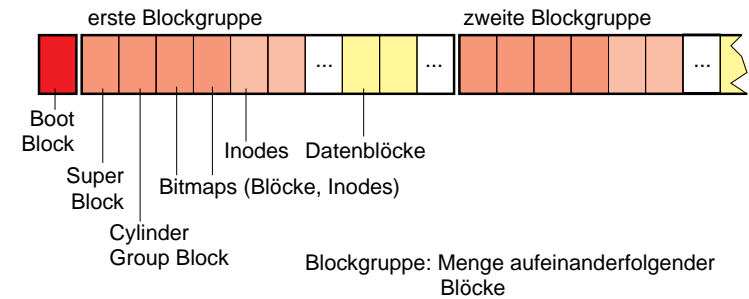 erste Blockgruppe
zweite Blockgruppe
...
...
...
Boot
Block
Inodes
Datenblöcke
Super
Block
Bitmaps (Blöcke, Inodes)
Cylinder
Group Block
Blockgruppe: Menge aufeinanderfolgender
Blöcke